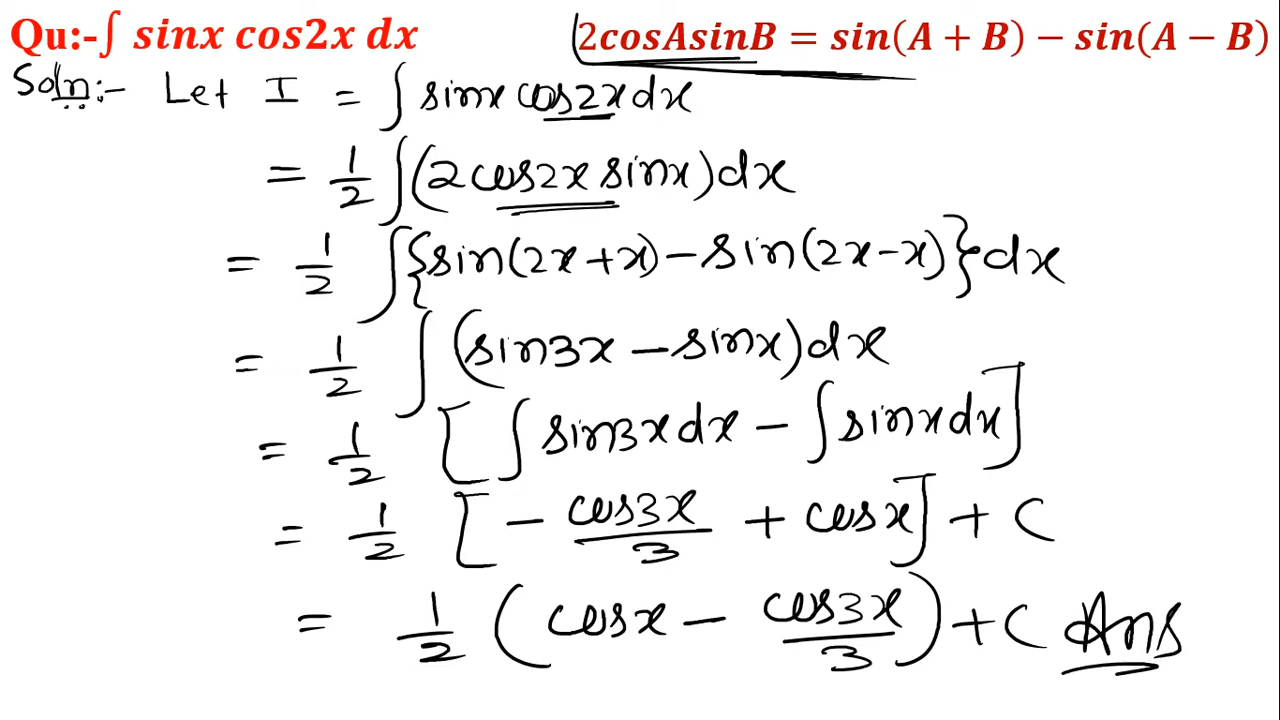 Qu:-∫ sinx cos2x dx
2cosAsinB = sin(A + B) − sin(A − B)
Soln:- Let I = ∫ sinx cos2x dx
= 1/2 ∫(2cos2x sinx)dx
= 1/2 ∫{sin(2x+x)-sin(2x-x)}dx
= 1/2 ∫ (sin3x - sinx)dx
= 1/2 [∫ sin3x dx - ∫sinxdx]
= 1/2 [- cos3x/3 + cosx] + C
= 1/2 (cosx - cos3x/3) + C Ans